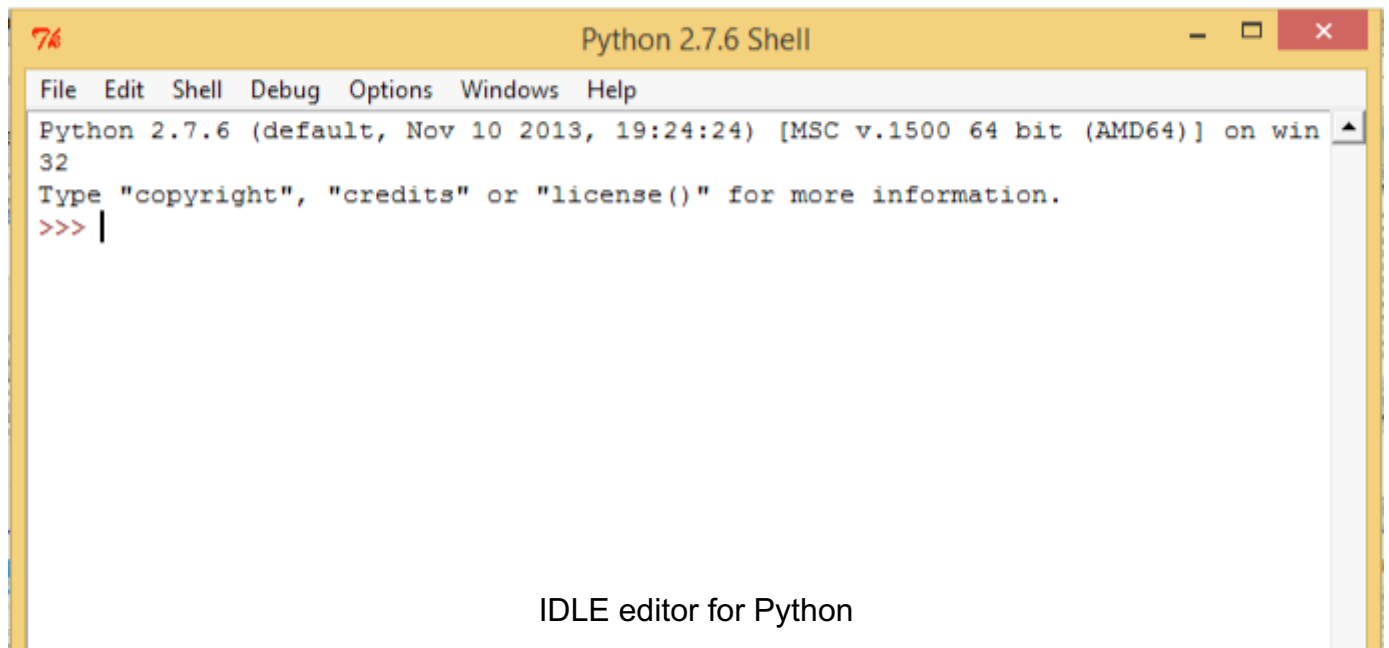 Python 2.7.6 Shell
File Edit Shell Debug Options Windows Help
Python 2.7.6 (default, Nov 10 2013, 19:24:24) [MSC v.1500 64 bit (AMD64)] on win
32
Type "copyright", "credits" or "license()" for more information.
>>>
IDLE editor for Python